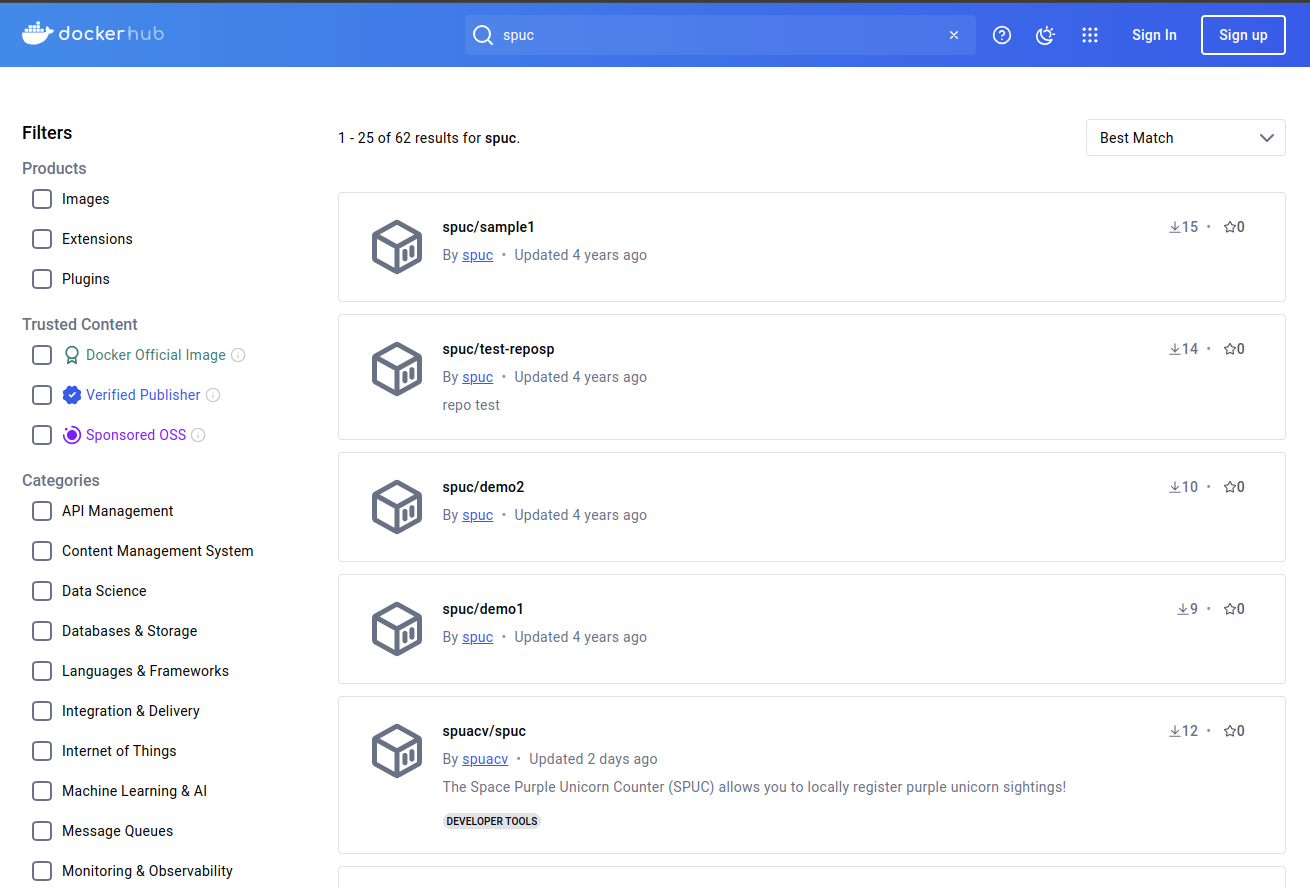 dockerhub
spuc
Sign In
Sign up
Filters
Products
Images
Extensions
Plugins
Trusted Content
Docker Official Image
Verified Publisher
Sponsored OSS
Categories
API Management
Content Management System
Data Science
Databases & Storage
Languages & Frameworks
Integration & Delivery
Internet of Things
Machine Learning & AI
Message Queues
Monitoring & Observability
1 - 25 of 62 results for spuc.
Best Match
spuc/sample1
15 • 0
By spuc • Updated 4 years ago
spuc/test-reposp
14 • 0
By spuc • Updated 4 years ago
repo test
spuc/demo2
10 • 0
By spuc • Updated 4 years ago
spuc/demo1
9 • 0
By spuc • Updated 4 years ago
spuacv/spuc
12 • 0
By spuacv • Updated 2 days ago
The Space Purple Unicorn Counter (SPUC) allows you to locally register purple unicorn sightings!
DEVELOPER TOOLS